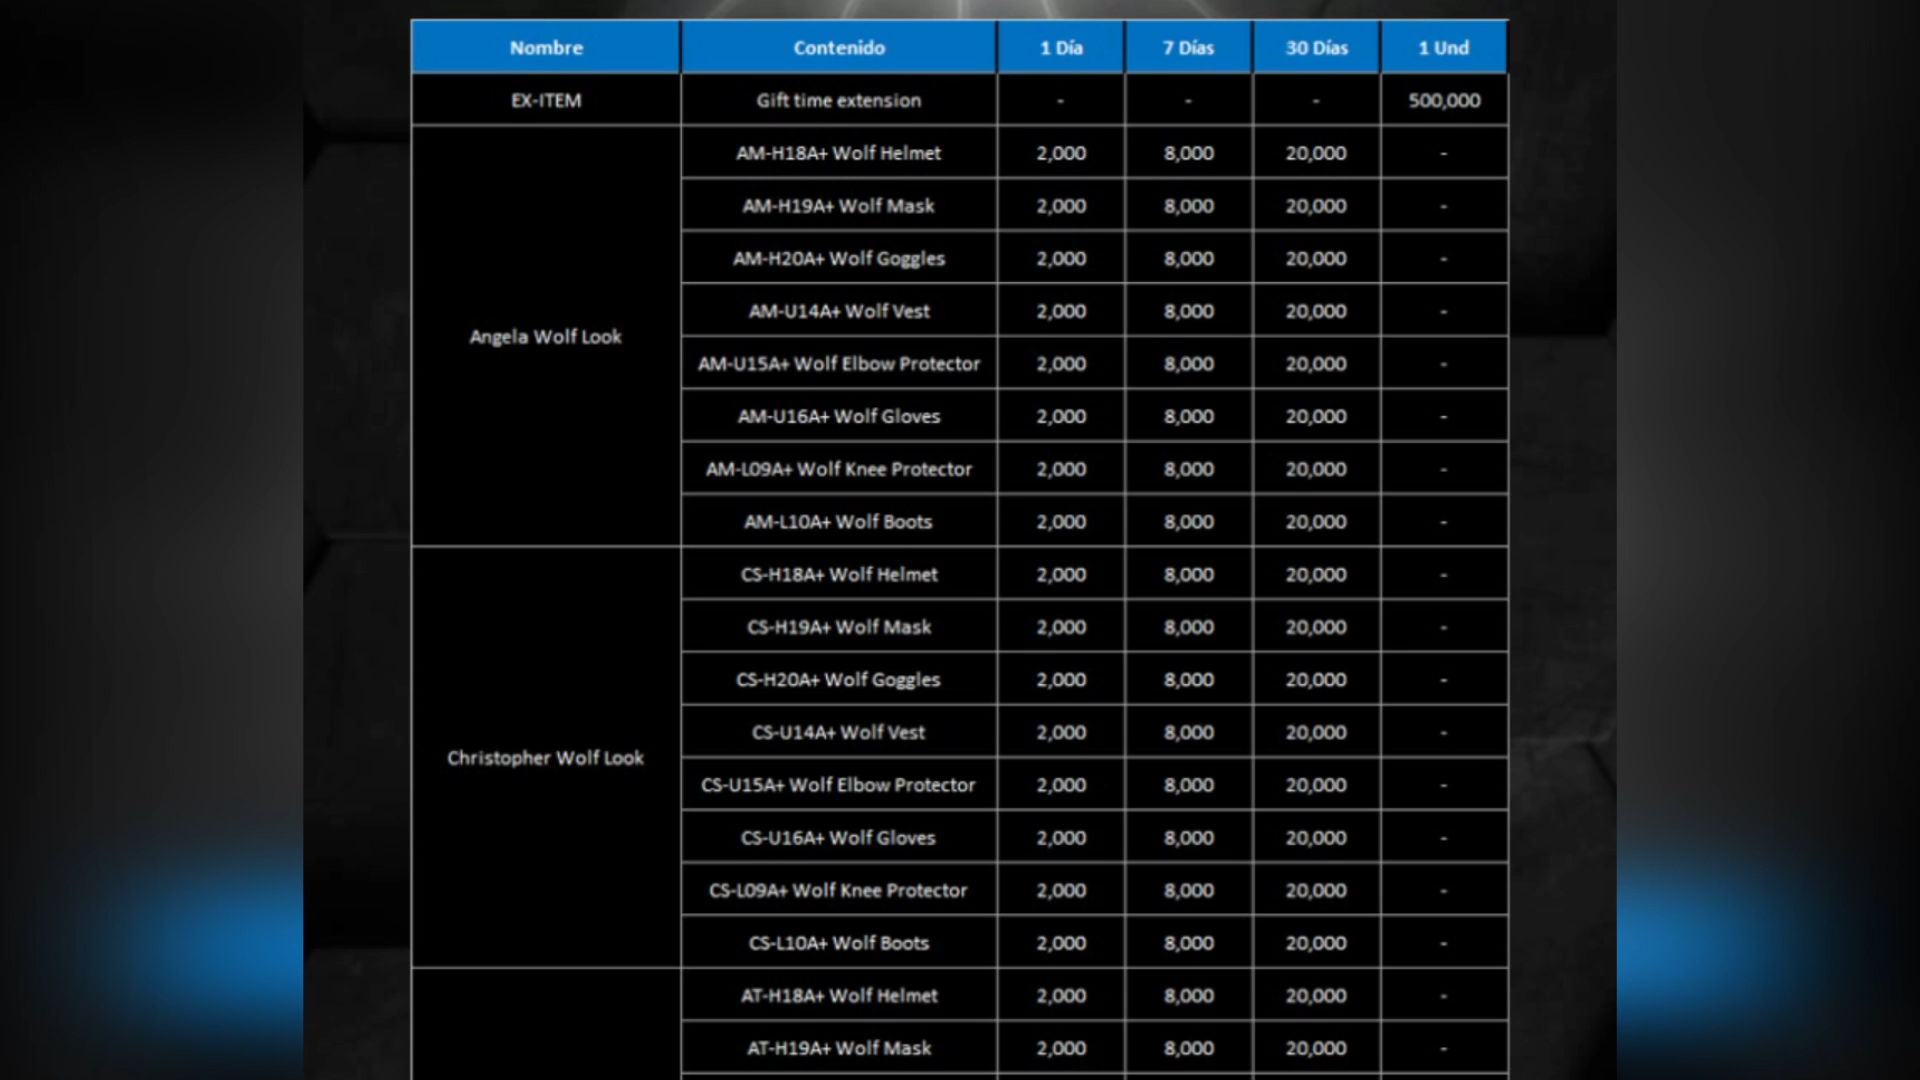 Nombre Contenido 1 Día 7 Días 30 Días 1 Und
EX-ITEM Gift time extension - - - 500,000
Angela Wolf Look
AM-H18A+ Wolf Helmet 2,000 8,000 20,000 -
AM-H19A+ Wolf Mask 2,000 8,000 20,000 -
AM-H20A+ Wolf Goggles 2,000 8,000 20,000 -
AM-U14A+ Wolf Vest 2,000 8,000 20,000 -
AM-U15A+ Wolf Elbow Protector 2,000 8,000 20,000 -
AM-U16A+ Wolf Gloves 2,000 8,000 20,000 -
AM-L09A+ Wolf Knee Protector 2,000 8,000 20,000 -
AM-L10A+ Wolf Boots 2,000 8,000 20,000 -
Christopher Wolf Look
CS-H18A+ Wolf Helmet 2,000 8,000 20,000 -
CS-H19A+ Wolf Mask 2,000 8,000 20,000 -
CS-H20A+ Wolf Goggles 2,000 8,000 20,000 -
CS-U14A+ Wolf Vest 2,000 8,000 20,000 -
CS-U15A+ Wolf Elbow Protector 2,000 8,000 20,000 -
CS-U16A+ Wolf Gloves 2,000 8,000 20,000 -
CS-L09A+ Wolf Knee Protector 2,000 8,000 20,000 -
CS-L10A+ Wolf Boots 2,000 8,000 20,000 -
AT-H18A+ Wolf Helmet 2,000 8,000 20,000 -
AT-H19A+ Wolf Mask 2,000 8,000 20,000 -